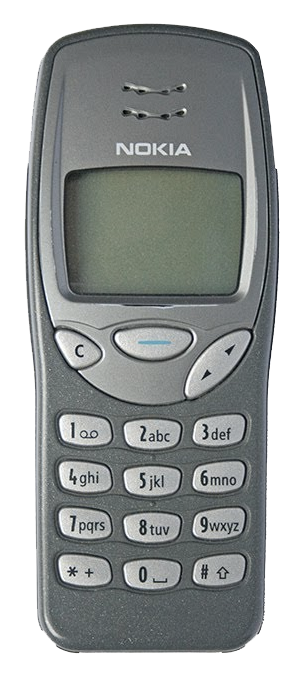 NOKIA
C
1 2abc 3def
4ghi 5jkl 6mno
7pqrs 8tuv 9wxyz
* + 0 #